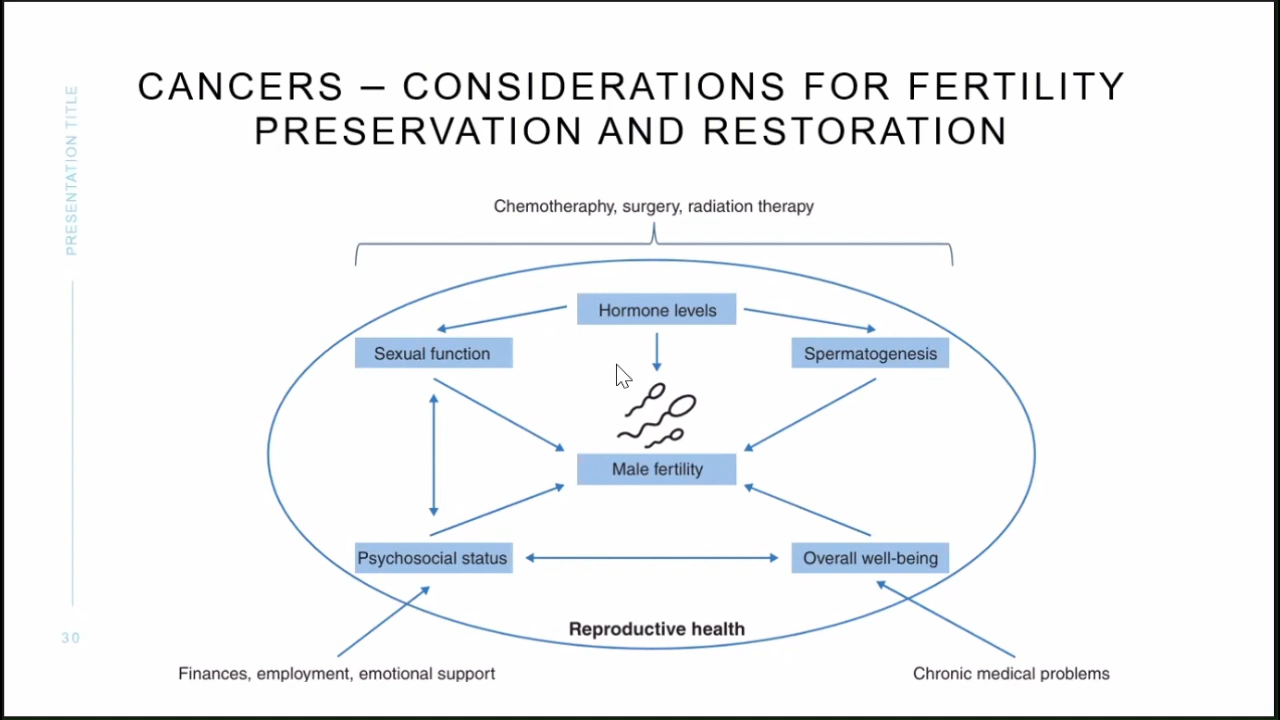 CANCERS – CONSIDERATIONS FOR FERTILITY
PRESERVATION AND RESTORATION
PRESENTATION TITLE
Chemotheraphy, surgery, radiation therapy
Hormone levels
Sexual function
Spermatogenesis
Male fertility
Psychosocial status
Overall well-being
Reproductive health
30
Finances, employment, emotional support
Chronic medical problems